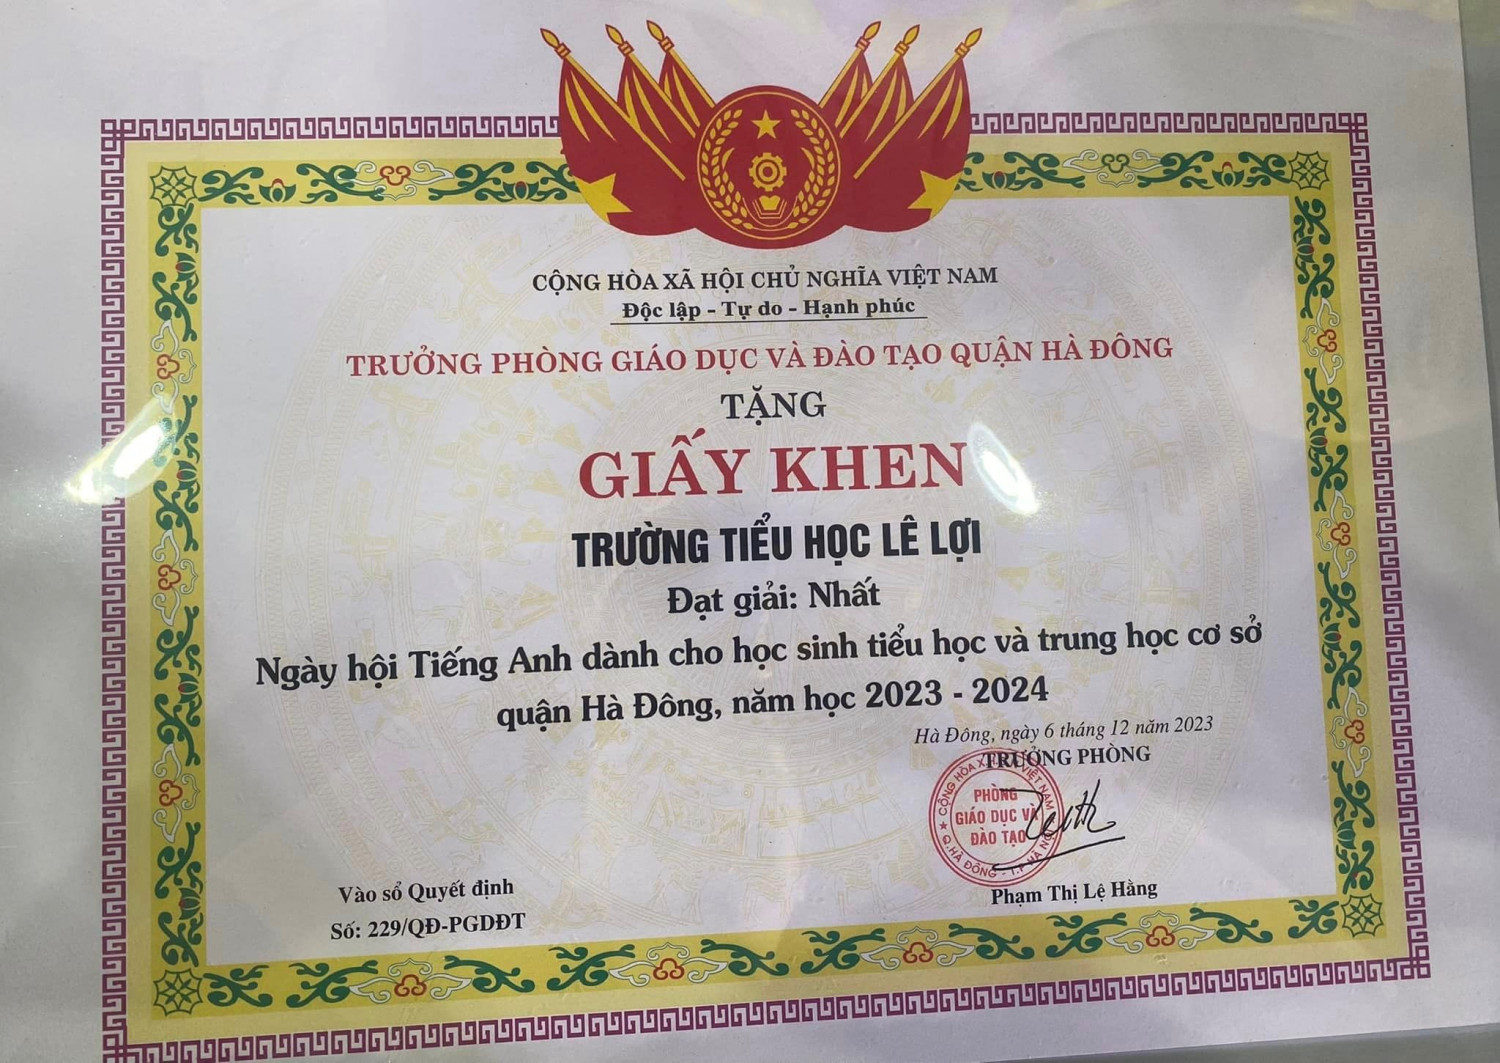 CỘNG HÒA XÃ HỘI CHỦ NGHĨA VIỆT NAM
Độc lập - Tự do - Hạnh phúc
TRƯỞNG PHÒNG GIÁO DỤC VÀ ĐÀO TẠO QUẬN HÀ ĐÔNG
TẶNG
GIẤY KHEN
TRƯỜNG TIỂU HỌC LÊ LỢI
Đạt giải: Nhất
Ngày hội Tiếng Anh dành cho học sinh tiểu học và trung học cơ sở
quận Hà Đông, năm học 2023 - 2024
Hà Đông, ngày 6 tháng 12 năm 2023
TRƯỞNG PHÒNG
PHÒNG
GIÁO DỤC VÀ
ĐÀO TẠO
Q.HÀ ĐÔNG - T.P HÀ NỘI
Phạm Thị Lệ Hằng
Vào sổ Quyết định
Số: 229/QĐ-PGDĐT